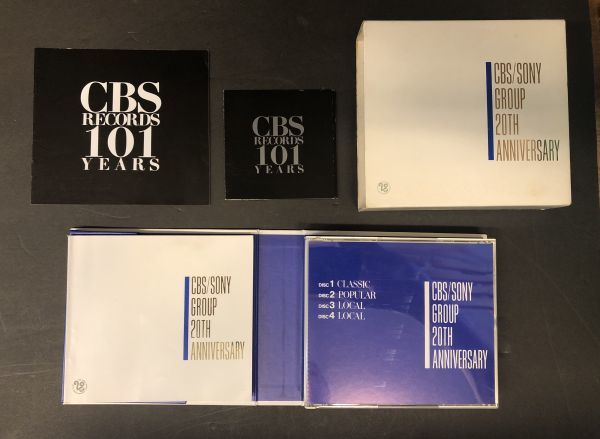 CBS
RECORDS
101
YEARS
CBS
RECORDS
101
YEARS
CBS/SONY
GROUP
20TH
ANNIVERSARY
CBS/SONY
GROUP
20TH
ANNIVERSARY
DISC 1 CLASSIC
DISC 2 POPULAR
DISC 3 LOCAL
DISC 4 LOCAL
CBS/SONY
GROUP
20TH
ANNIVERSARY